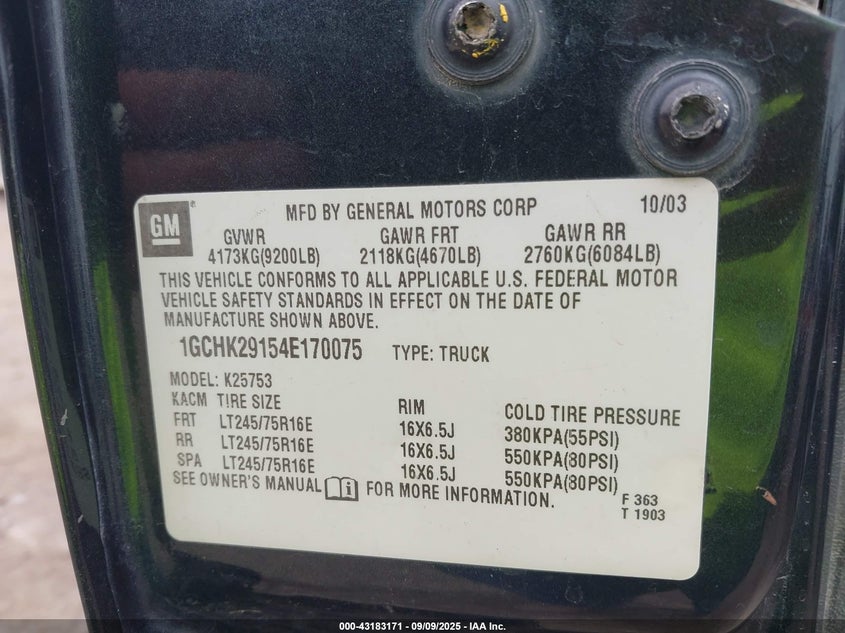 GM
®
MFD BY GENERAL MOTORS CORP 10/03
GVWR GAWR FRT GAWR RR
4173KG(9200LB) 2118KG(4670LB) 2760KG(6084LB)
THIS VEHICLE CONFORMS TO ALL APPLICABLE U.S. FEDERAL MOTOR
VEHICLE SAFETY STANDARDS IN EFFECT ON THE DATE OF
MANUFACTURE SHOWN ABOVE.
1GCHK29154E170075 TYPE: TRUCK
MODEL: K25753
KACM TIRE SIZE RIM COLD TIRE PRESSURE
FRT LT245/75R16E 16X6.5J 380KPA(55PSI)
RR LT245/75R16E 16X6.5J 550KPA(80PSI)
SPA LT245/75R16E 16X6.5J 550KPA(80PSI)
SEE OWNER'S MANUAL FOR MORE INFORMATION.
F 363
T 1903
000-43183171 - 09/09/2025 - IAA Inc.